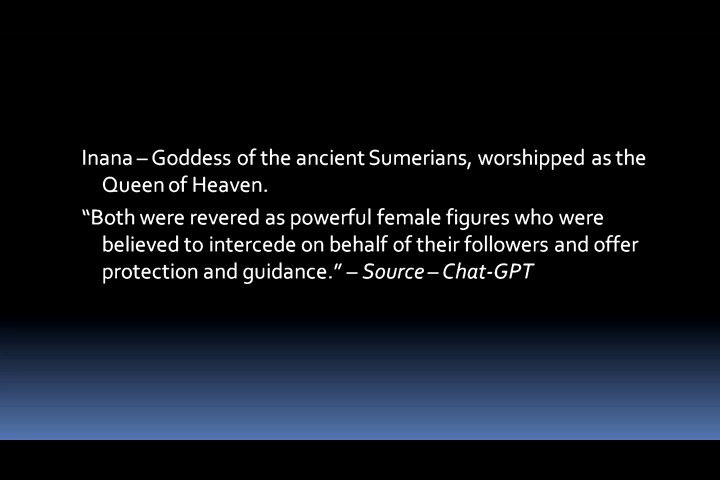 Inana – Goddess of the ancient Sumerians, worshipped as the
Queen of Heaven.
“Both were revered as powerful female figures who were
believed to intercede on behalf of their followers and offer
protection and guidance.” – Source – Chat-GPT